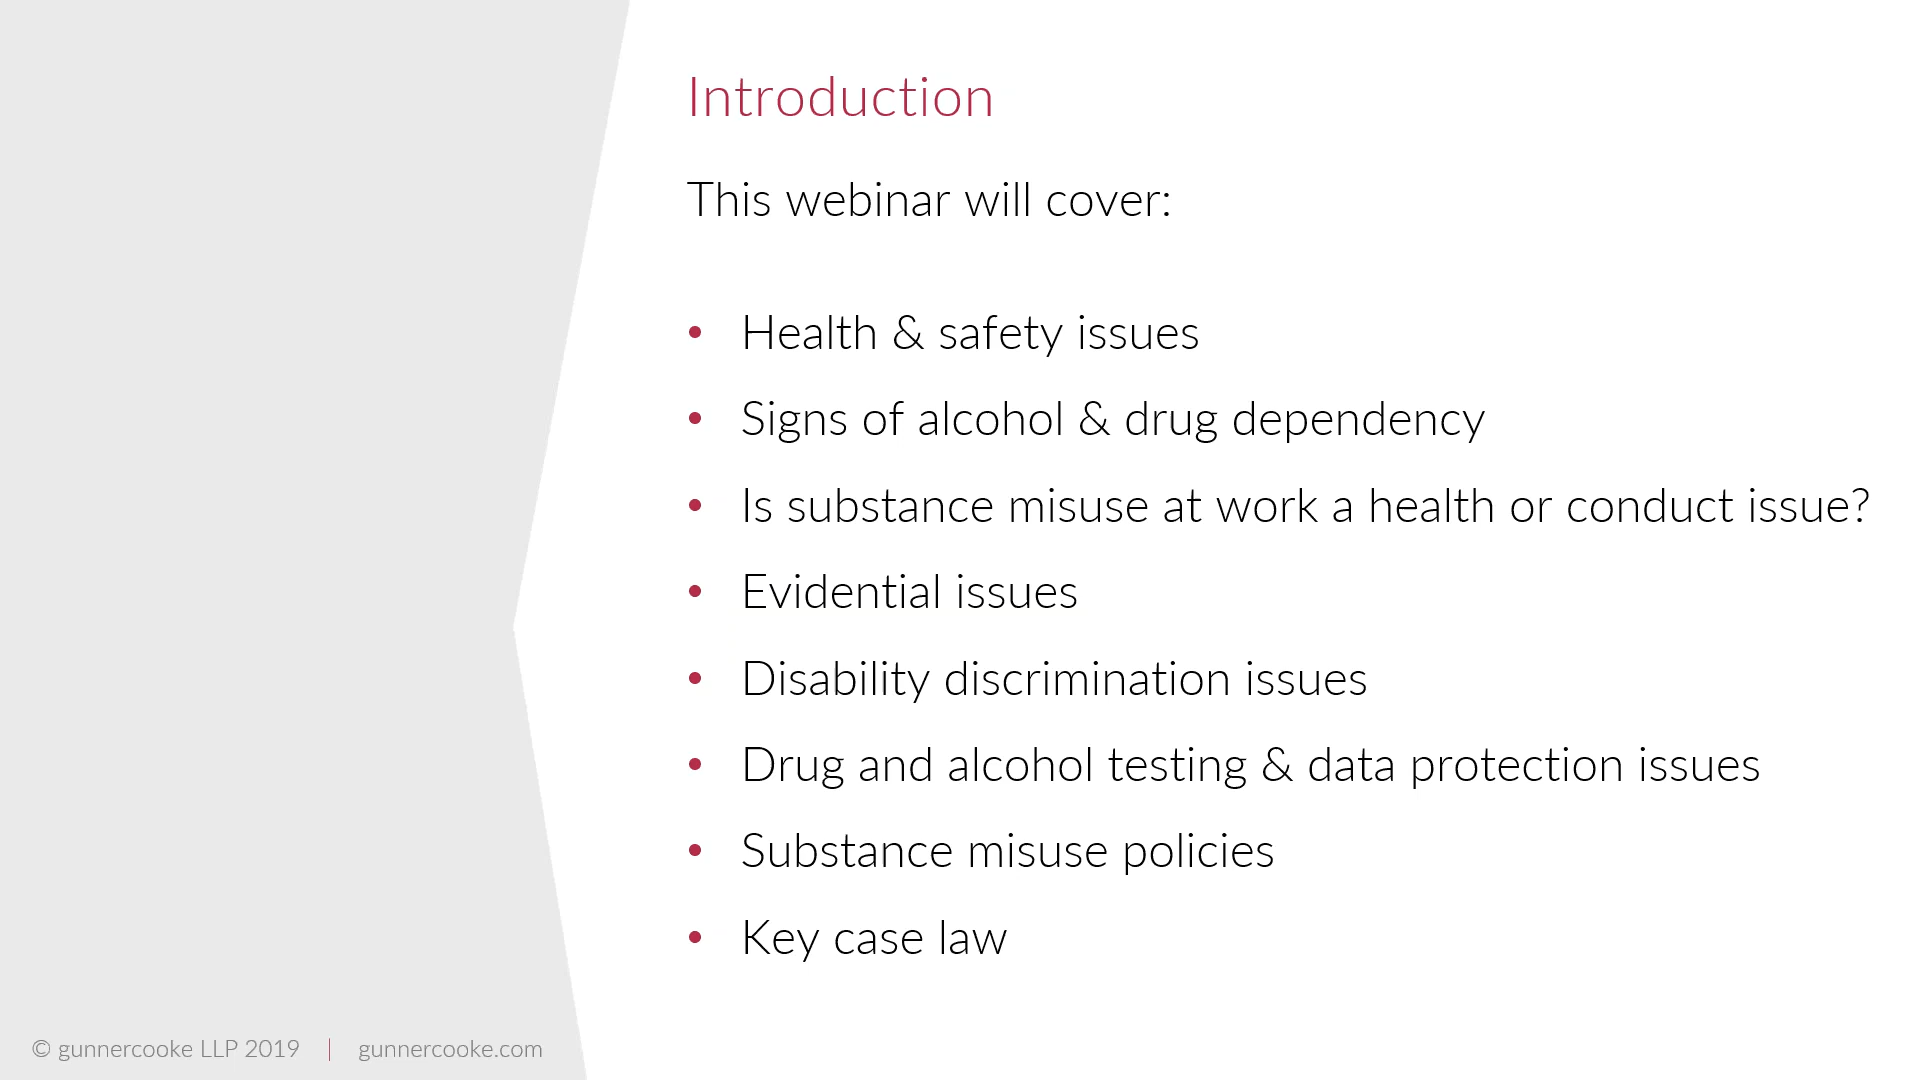 Introduction
This webinar will cover:
• Health & safety issues
• Signs of alcohol & drug dependency
• Is substance misuse at work a health or conduct issue?
• Evidential issues
• Disability discrimination issues
• Drug and alcohol testing & data protection issues
• Substance misuse policies
• Key case law
© gunnercooke LLP 2019 | gunnercooke.com